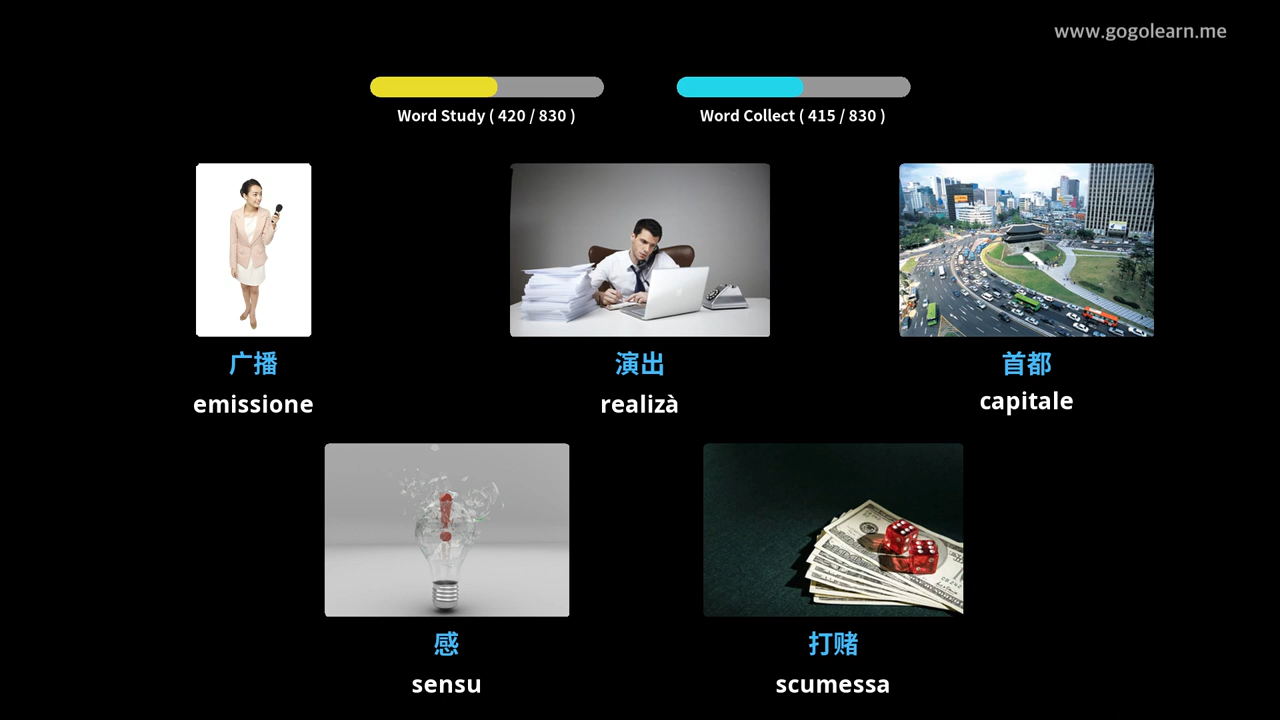 www.gogolearn.me
Word Study ( 420 / 830 )
Word Collect ( 415 / 830 )
广播
emissione
演出
realizà
首都
capitale
感
sensu
打赌
scumessa